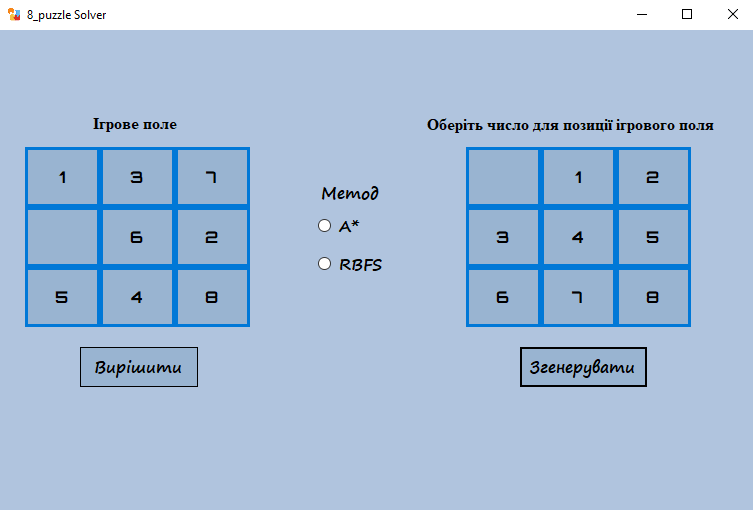 8_puzzle Solver
Ігрове поле
Оберіть число для позиції ігрового поля
1 3 7
6 2
5 4 8
Метод
A*
RBFS
1 2
3 4 5
6 7 8
Вирішити
Згенерувати